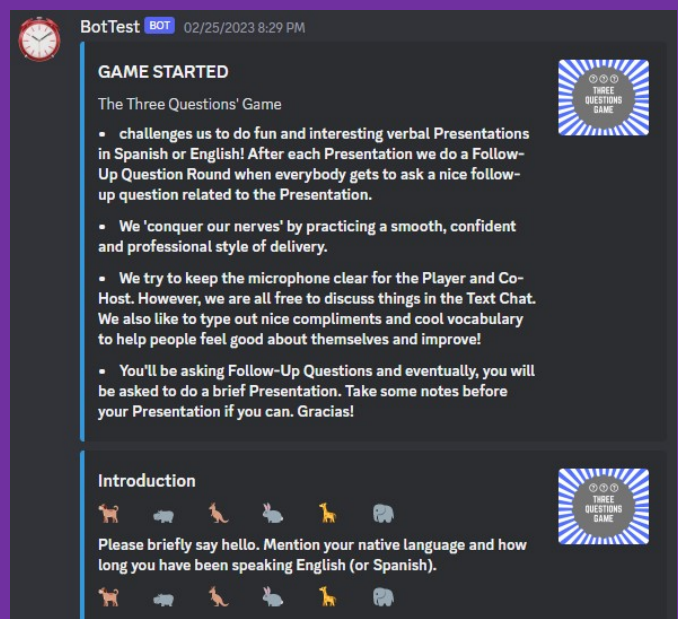 BotTest BOT 02/25/2023 8:29 PM
GAME STARTED
The Three Questions' Game
• challenges us to do fun and interesting verbal Presentations
in Spanish or English! After each Presentation we do a Follow-
Up Question Round when everybody gets to ask a nice follow-
up question related to the Presentation.
• We 'conquer our nerves' by practicing a smooth, confident
and professional style of delivery.
• We try to keep the microphone clear for the Player and Co-
Host. However, we are all free to discuss things in the Text Chat.
We also like to type out nice compliments and cool vocabulary
to help people feel good about themselves and improve!
• You'll be asking Follow-Up Questions and eventually, you will
be asked to do a brief Presentation. Take some notes before
your Presentation if you can. Gracias!
???
THREE
QUESTIONS
GAME
Introduction
Please briefly say hello. Mention your native language and how
long you have been speaking English (or Spanish).
???
THREE
QUESTIONS
GAME